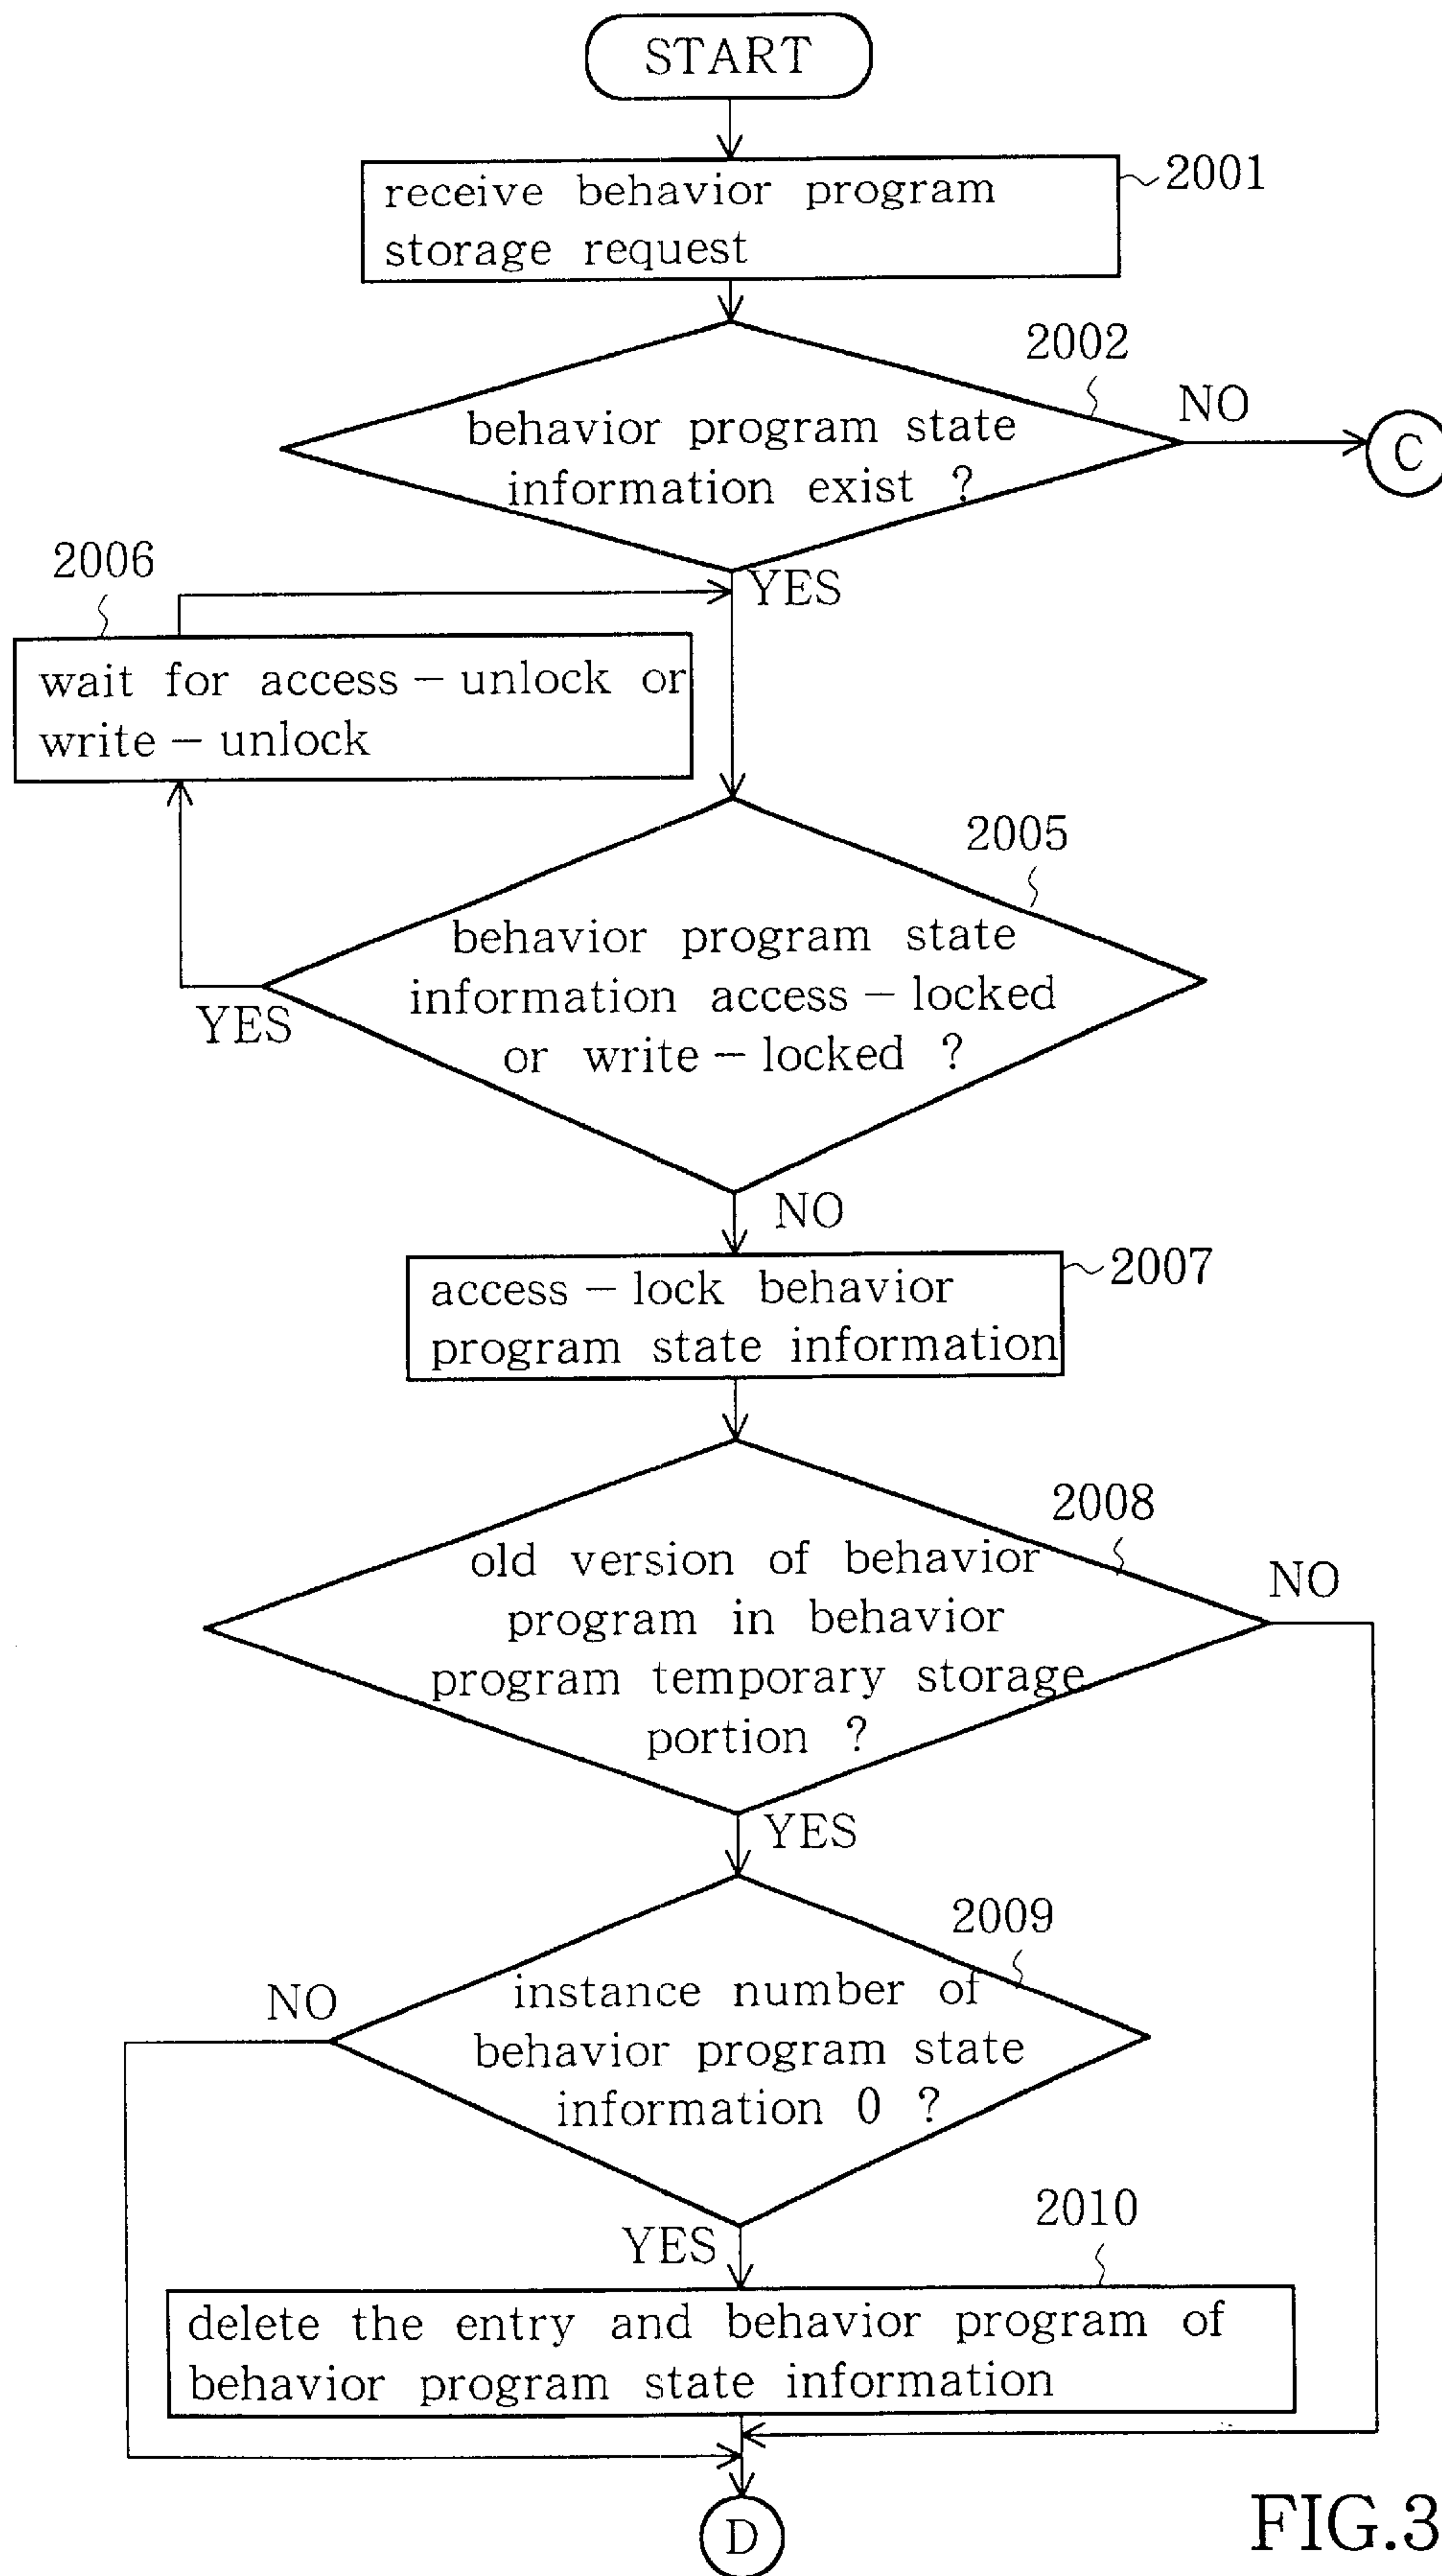 START
receive behavior program
storage request
2001
2002
behavior program state
information exist ?
NO
C
YES
2006
wait for access – unlock or
write – unlock
2005
behavior program state
information access – locked
or write – locked ?
YES
NO
access – lock behavior
program state information
2007
2008
old version of behavior
program in behavior
program temporary storage
portion ?
NO
YES
2009
instance number of
behavior program state
information 0 ?
NO
YES
2010
delete the entry and behavior program of
behavior program state information
D
FIG.3